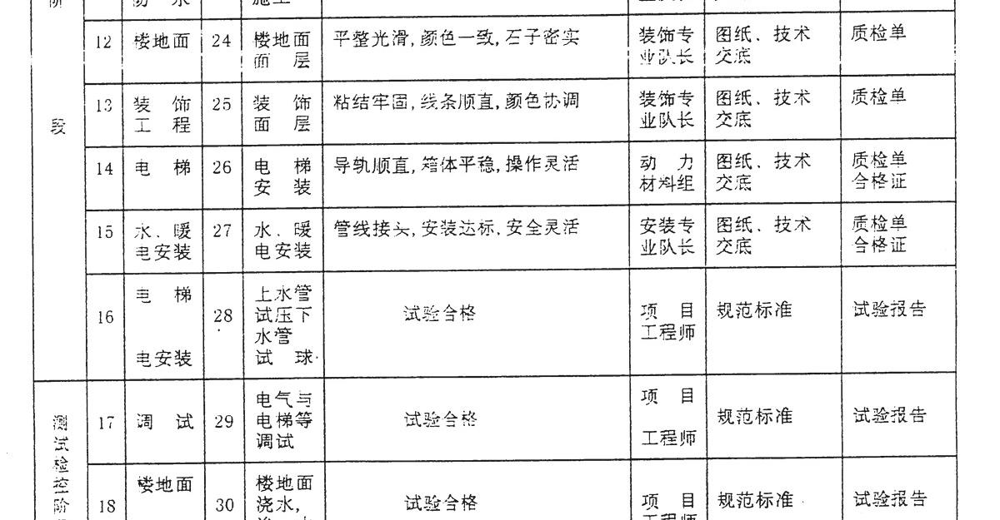 阶 防 水 施工
12 楼地面 24 楼地面 平整光滑,颜色一致,石子密实 装饰专 图纸、技术 质检单
面 层 业队长 交底
段
13 装 饰 25 装 饰 粘结牢固,线条顺直,颜色协调 装饰专 图纸、技术 质检单
工 程 面 层 业队长 交底
14 电 梯 26 电 梯 导轨顺直,箱体平稳,操作灵活 动 力 图纸、技术 质检单
安 装 材料组 交底 合格证
15 水、暖 27 水、暖 管线接头,安装达标,安全灵活 安装专 图纸、技术 质检单
电安装 电安装 业队长 交底 合格证
16 电 梯 28 上水管 试验合格 项 目 规范标准 试验报告
试压下 工程师
水管
电安装 试 球
测试检控阶
17 调 试 29 电气与 试验合格 项 目 规范标准 试验报告
电梯等 工程师
调试
18 楼地面 30 楼地面 试验合格 项 目 规范标准 试验报告
浇水, 工程师